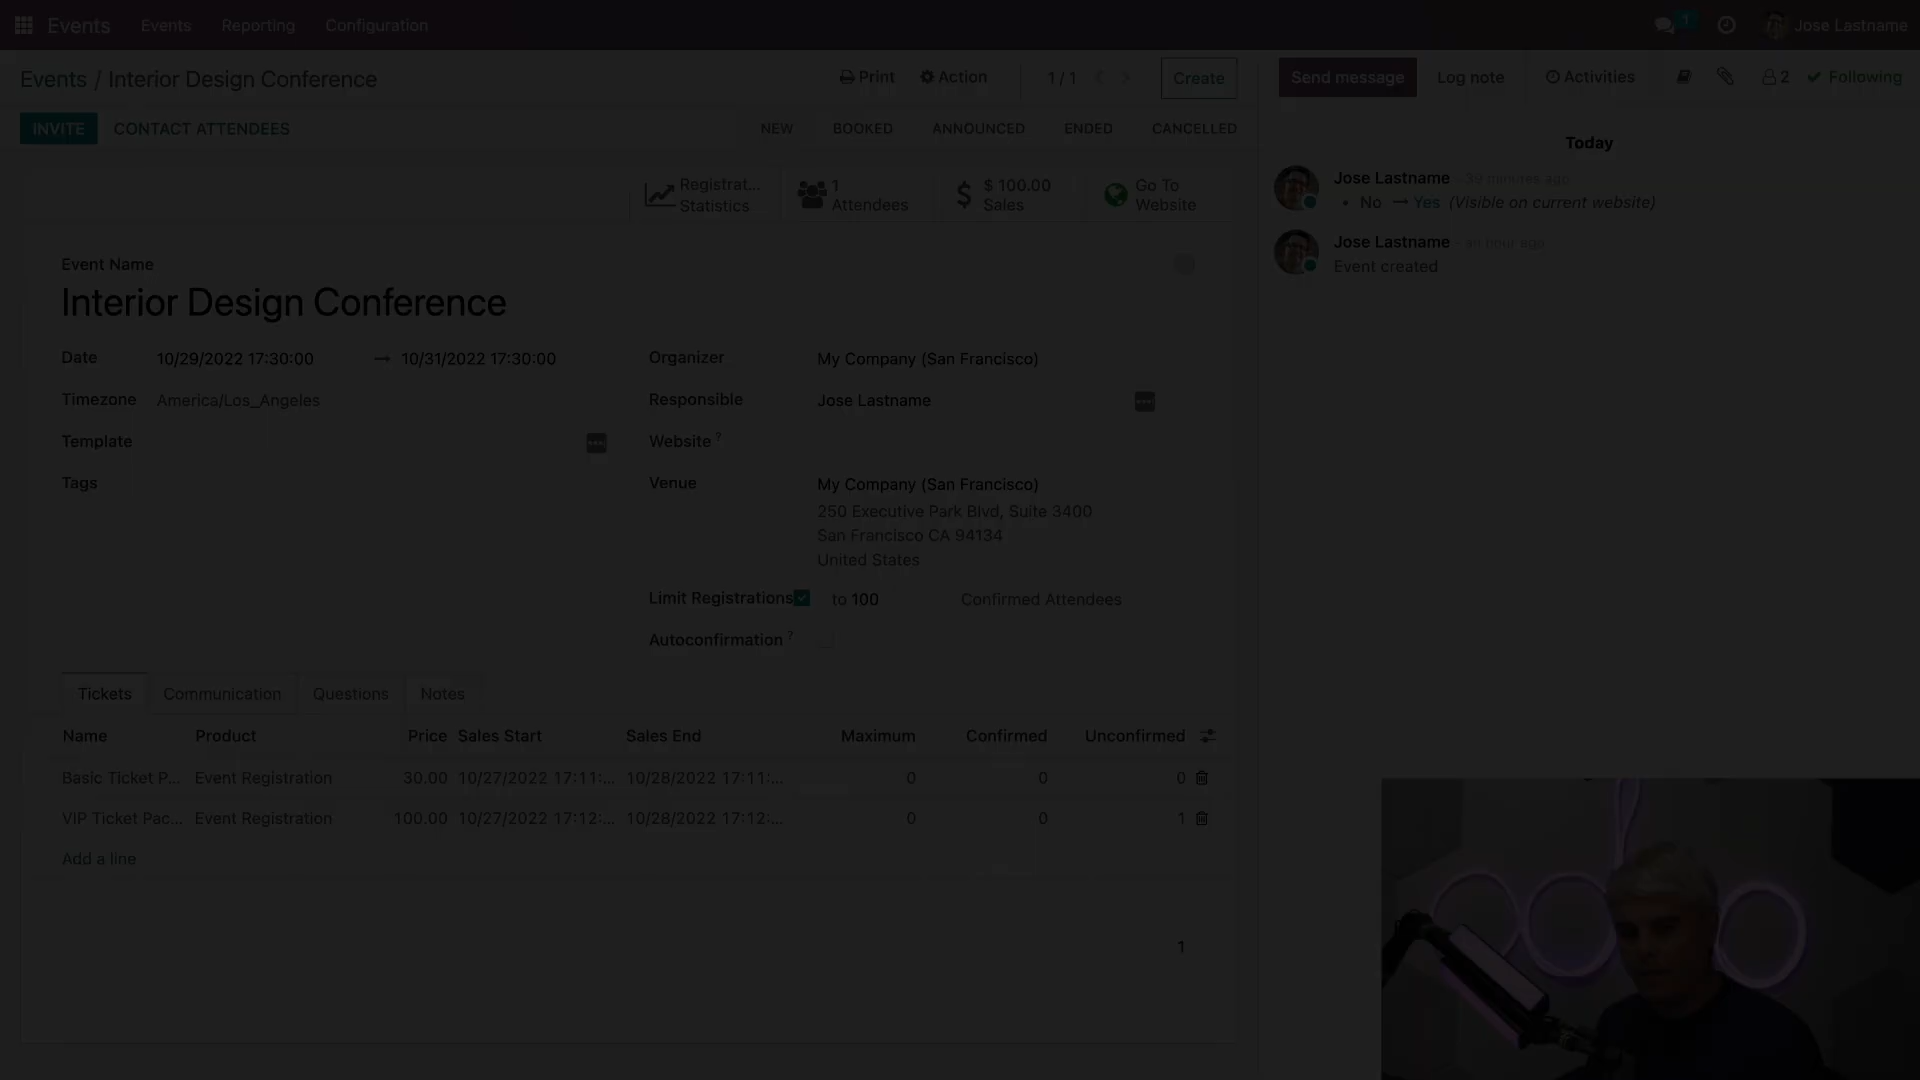 Events Events Reporting Configuration 1 Jose Lastname
Events / Interior Design Conference Print Action 1 / 1 Create Send message Log note Activities 2 Following
INVITE CONTACT ATTENDEES NEW BOOKED ANNOUNCED ENDED CANCELLED
Today
Registrat... 1 $ 100.00 Go To
Statistics Attendees Sales Website
Jose Lastname - 39 minutes ago
• No → Yes (Visible on current website)
Jose Lastname - an hour ago
Event created
Event Name
Interior Design Conference
Date 10/29/2022 17:30:00 → 10/31/2022 17:30:00 Organizer My Company (San Francisco)
Timezone America/Los_Angeles Responsible Jose Lastname
Template Website ?
Tags Venue My Company (San Francisco)
250 Executive Park Blvd, Suite 3400
San Francisco CA 94134
United States
Limit Registrations to 100 Confirmed Attendees
Autoconfirmation ?
Tickets Communication Questions Notes
Name Product Price Sales Start Sales End Maximum Confirmed Unconfirmed
Basic Ticket P... Event Registration 30.00 10/27/2022 17:11:... 10/28/2022 17:11:... 0 0 0
VIP Ticket Pac... Event Registration 100.00 10/27/2022 17:12:... 10/28/2022 17:12:... 0 0 1
Add a line
1